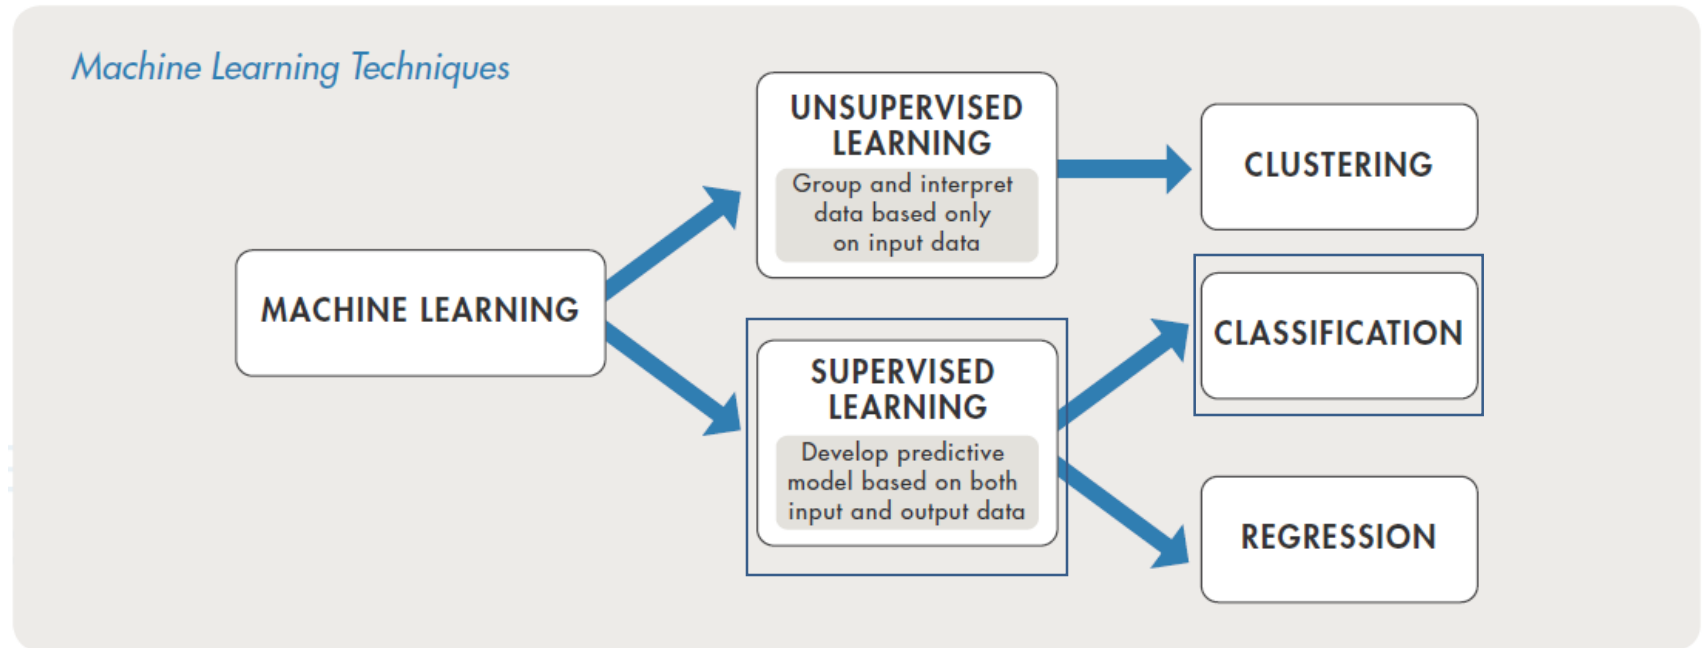 Machine Learning Techniques
MACHINE LEARNING
UNSUPERVISED
LEARNING
Group and interpret
data based only
on input data
SUPERVISED
LEARNING
Develop predictive
model based on both
input and output data
CLUSTERING
CLASSIFICATION
REGRESSION